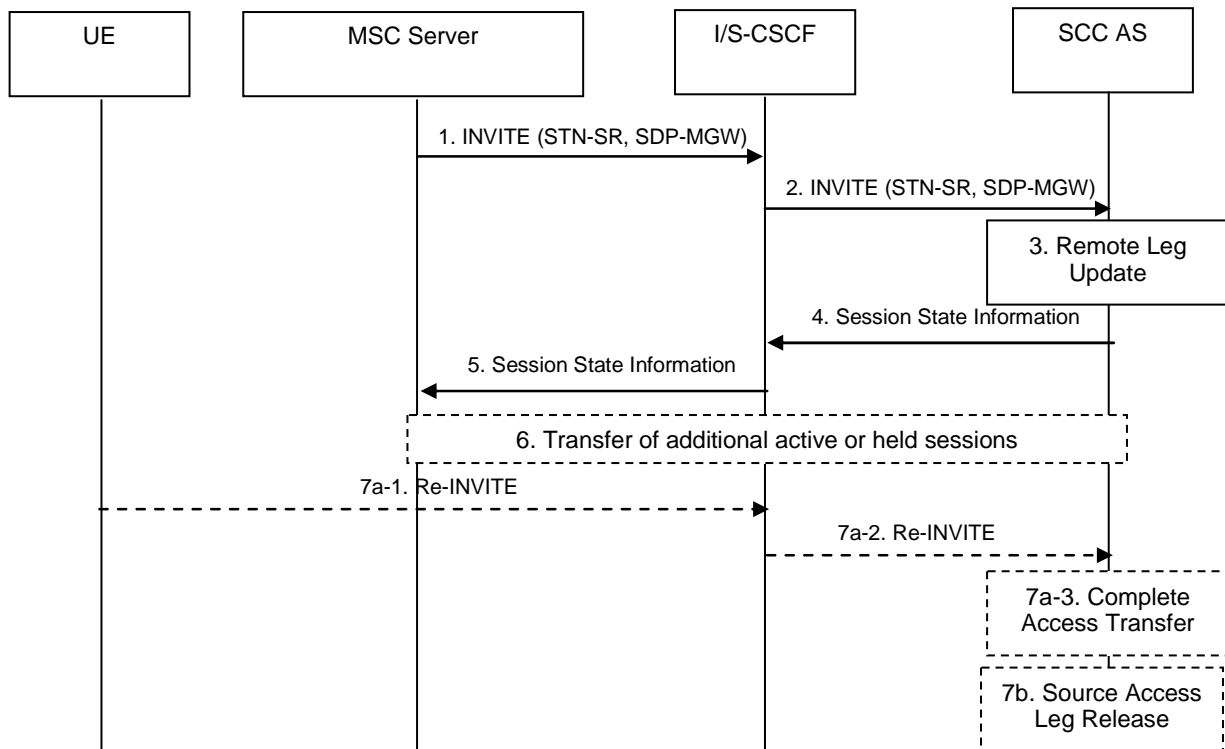 UE
MSC Server
I/S-CSCF
SCC AS
1. INVITE (STN-SR, SDP-MGW)
2. INVITE (STN-SR, SDP-MGW)
3. Remote Leg
Update
4. Session State Information
5. Session State Information
6. Transfer of additional active or held sessions
7a-1. Re-INVITE
7a-2. Re-INVITE
7a-3. Complete
Access Transfer
7b. Source Access
Leg Release